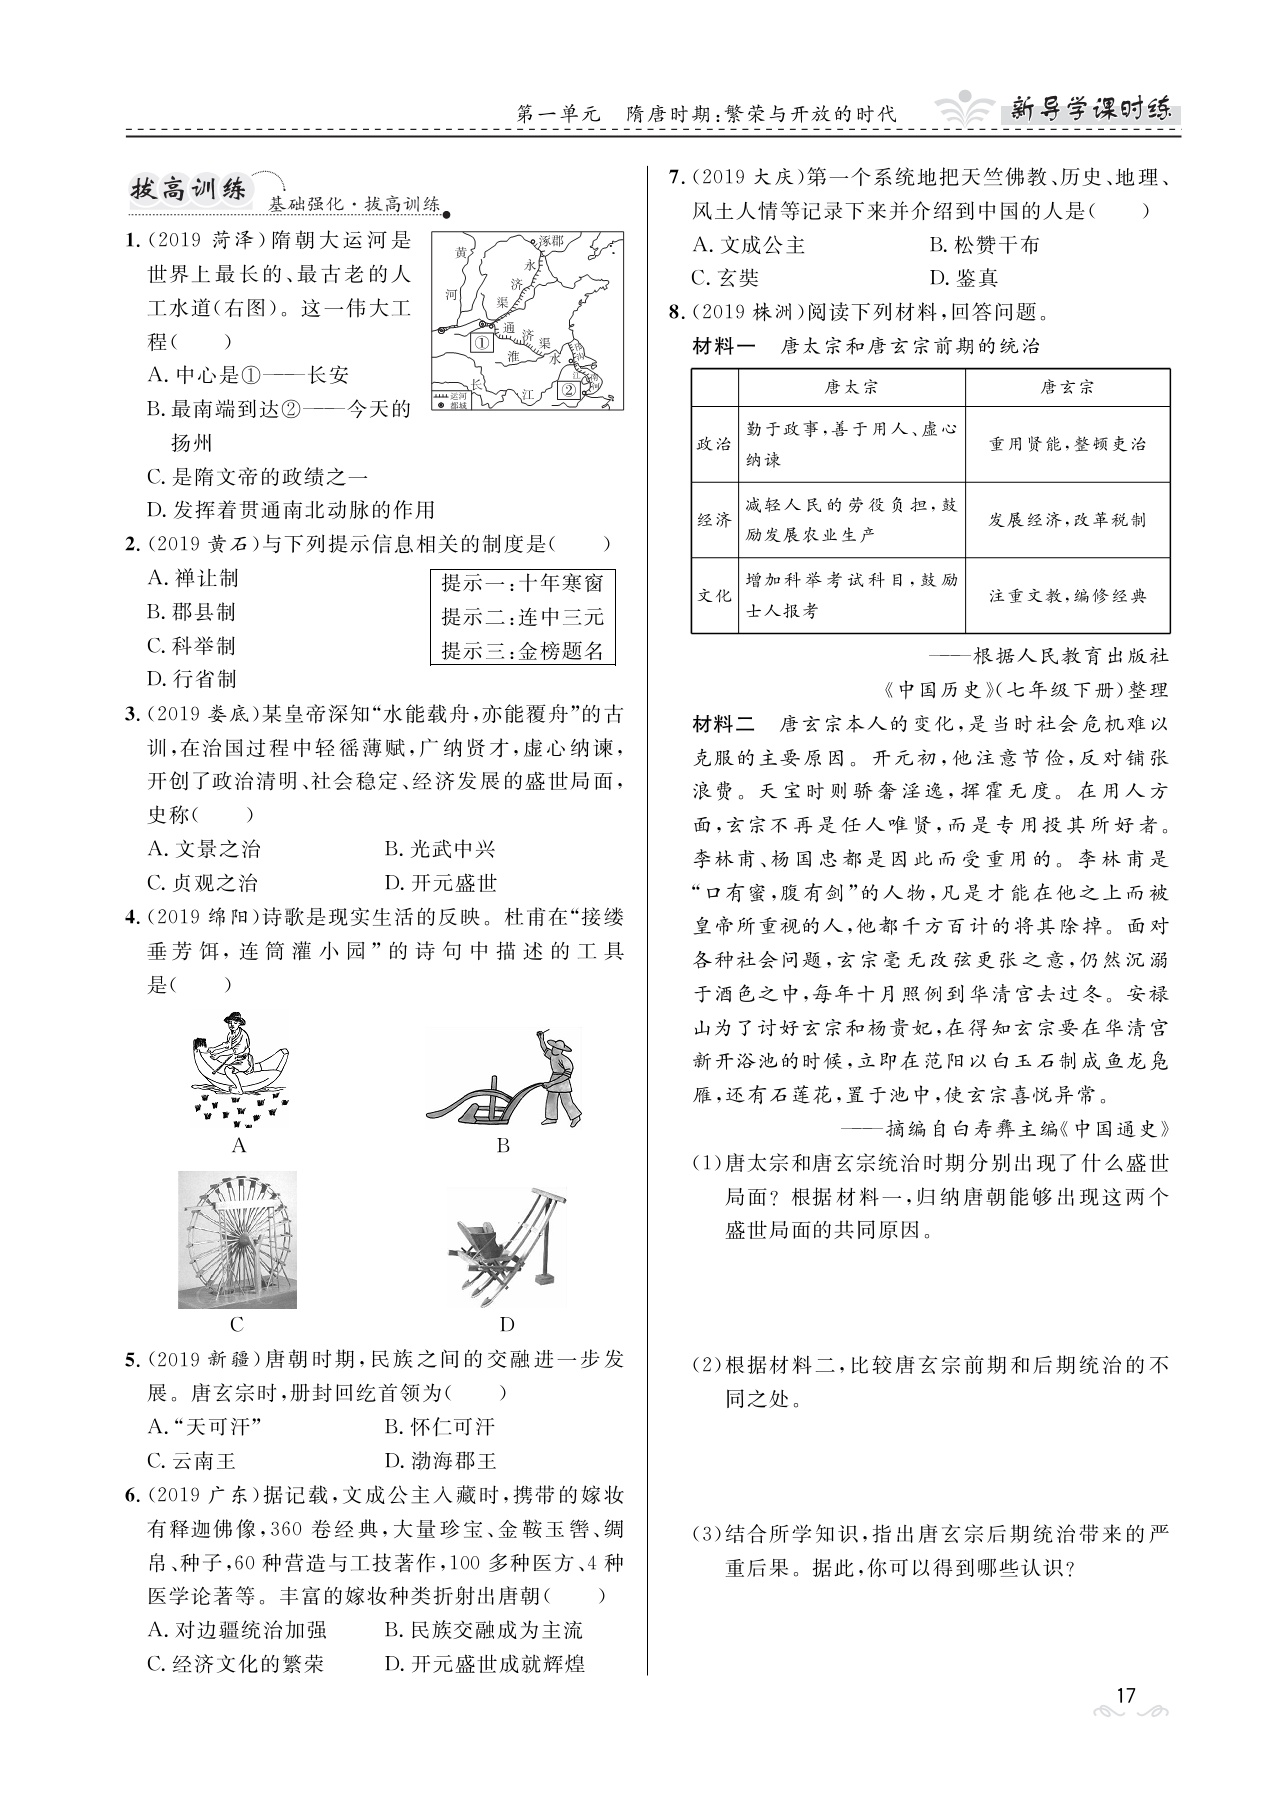 第一单元 隋唐时期:繁荣与开放的时代
新导学课时练
拔高训练
基础强化·拔高训练
1.(2019 菏泽)隋朝大运河是
世界上最长的、最古老的人
工水道(右图)。这一伟大工
程(  )
A. 中心是①——长安
B. 最南端到达②——今天的
扬州
C. 是隋文帝的政绩之一
D. 发挥着贯通南北动脉的作用
涿郡
黄
永
济
河
渠
通
①
济
渠
淮
水
长
江
②
运河
都城
2.(2019 黄石)与下列提示信息相关的制度是(  )
A. 禅让制
B. 郡县制
C. 科举制
D. 行省制
提示一:十年寒窗
提示二:连中三元
提示三:金榜题名
3.(2019 娄底)某皇帝深知“水能载舟,亦能覆舟”的古
训,在治国过程中轻徭薄赋,广纳贤才,虚心纳谏,
开创了政治清明、社会稳定、经济发展的盛世局面,
史称(  )
A. 文景之治 B. 光武中兴
C. 贞观之治 D. 开元盛世
4.(2019 绵阳)诗歌是现实生活的反映。杜甫在“接缕
垂芳饵,连筒灌小园”的诗句中描述的工具
是(  )
A B
C D
5.(2019 新疆)唐朝时期,民族之间的交融进一步发
展。唐玄宗时,册封回纥首领为(  )
A.“天可汗” B. 怀仁可汗
C. 云南王 D. 渤海郡王
6.(2019 广东)据记载,文成公主入藏时,携带的嫁妆
有释迦佛像,360 卷经典,大量珍宝、金鞍玉辔、绸
帛、种子,60 种营造与工技著作,100 多种医方、4 种
医学论著等。丰富的嫁妆种类折射出唐朝(  )
A. 对边疆统治加强 B. 民族交融成为主流
C. 经济文化的繁荣 D. 开元盛世成就辉煌
7.(2019 大庆)第一个系统地把天竺佛教、历史、地理、
风土人情等记录下来并介绍到中国的人是(  )
A. 文成公主 B. 松赞干布
C. 玄奘 D. 鉴真
8.(2019 株洲)阅读下列材料,回答问题。
材料一 唐太宗和唐玄宗前期的统治
唐太宗 唐玄宗
政治 勤于政事,善于用人、虚心纳谏 重用贤能,整顿吏治
经济 减轻人民的劳役负担,鼓励发展农业生产 发展经济,改革税制
文化 增加科举考试科目,鼓励士人报考 注重文教,编修经典
——根据人民教育出版社
《中国历史》(七年级下册)整理
材料二 唐玄宗本人的变化,是当时社会危机难以
克服的主要原因。开元初,他注意节俭,反对铺张
浪费。天宝时则骄奢淫逸,挥霍无度。在用人方
面,玄宗不再是任人唯贤,而是专用投其所好者。
李林甫、杨国忠都是因此而受重用的。李林甫是
“口有蜜,腹有剑”的人物,凡是才能在他之上而被
皇帝所重视的人,他都千方百计的将其除掉。面对
各种社会问题,玄宗毫无改弦更张之意,仍然沉溺
于酒色之中,每年十月照例到华清宫去过冬。安禄
山为了讨好玄宗和杨贵妃,在得知玄宗要在华清宫
新开浴池的时候,立即在范阳以白玉石制成鱼龙凫
雁,还有石莲花,置于池中,使玄宗喜悦异常。
——摘编自白寿彝主编《中国通史》
(1)唐太宗和唐玄宗统治时期分别出现了什么盛世
局面? 根据材料一,归纳唐朝能够出现这两个
盛世局面的共同原因。
(2)根据材料二,比较唐玄宗前期和后期统治的不
同之处。
(3)结合所学知识,指出唐玄宗后期统治带来的严
重后果。据此,你可以得到哪些认识?
17